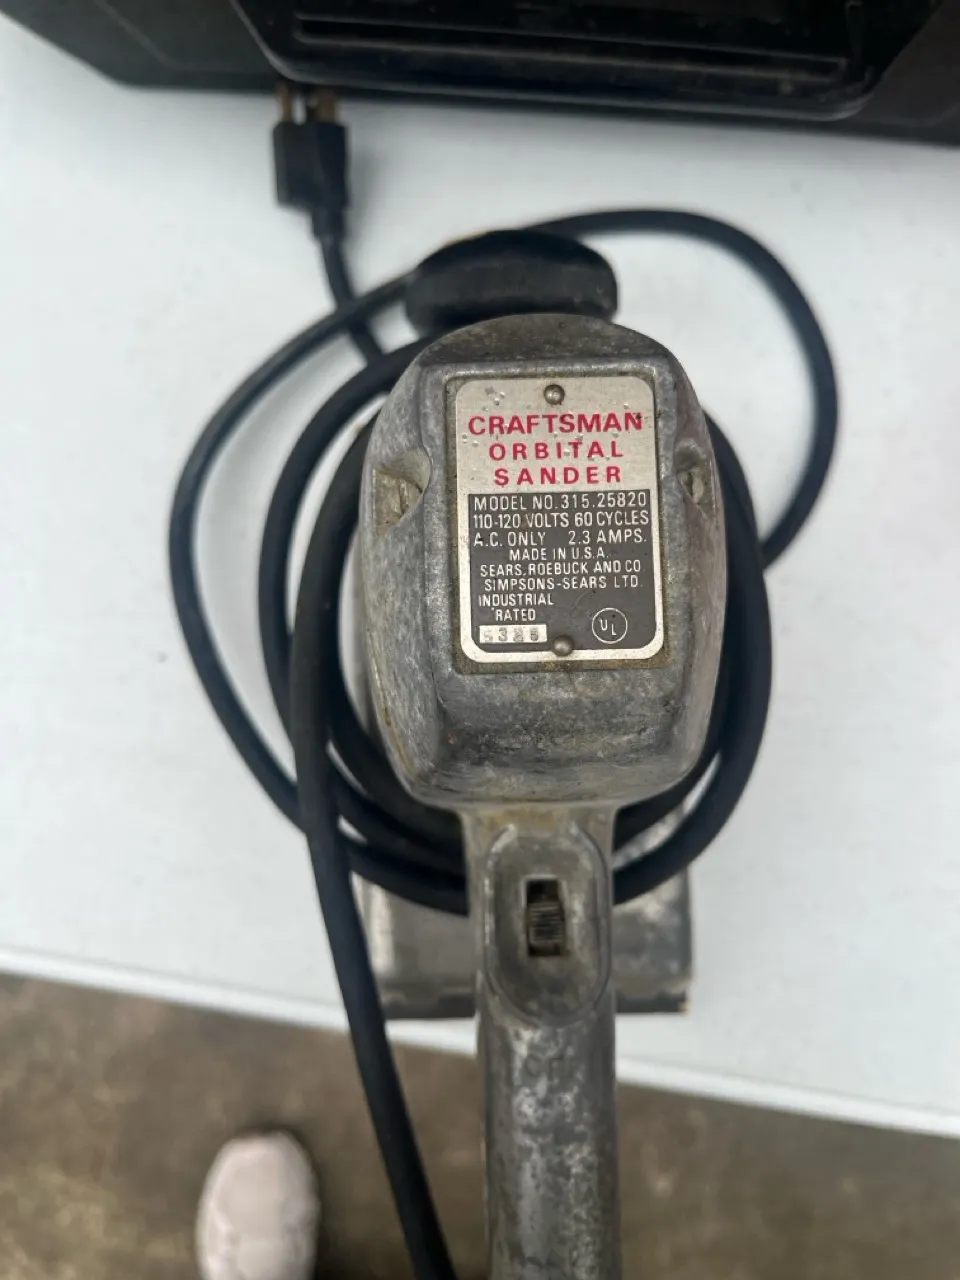 CRAFTSMAN
ORBITAL
SANDER
MODEL NO. 315.25820
110-120 VOLTS 60 CYCLES
A.C. ONLY 2.3 AMPS.
MADE IN U.S.A.
SEARS, ROEBUCK AND CO
SIMPSONS-SEARS LTD.
INDUSTRIAL
RATED
UL